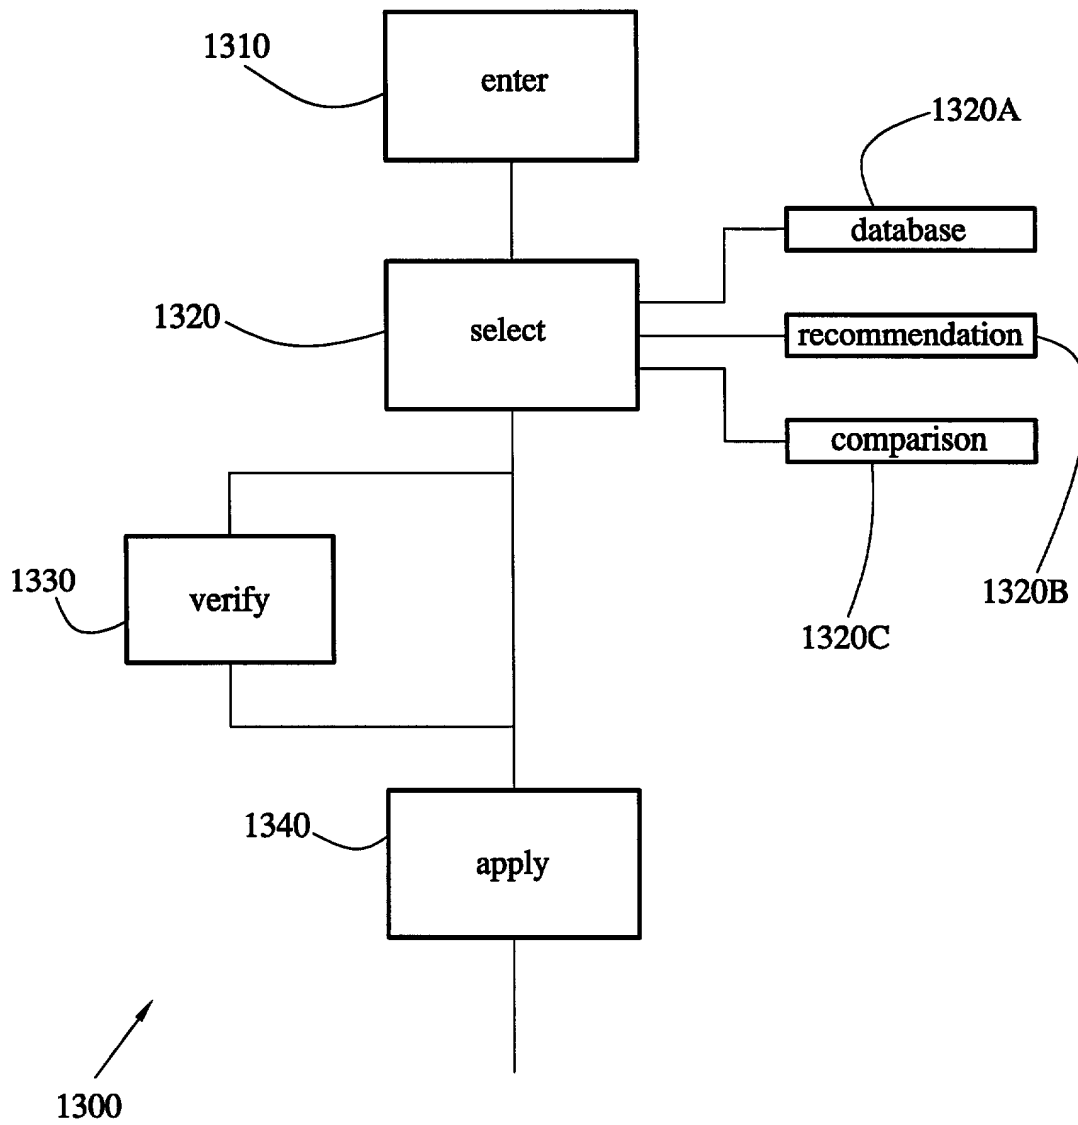 1310
enter
1320A
database
1320
select
recommendation
comparison
1330
verify
1320B
1320C
1340
apply
1300